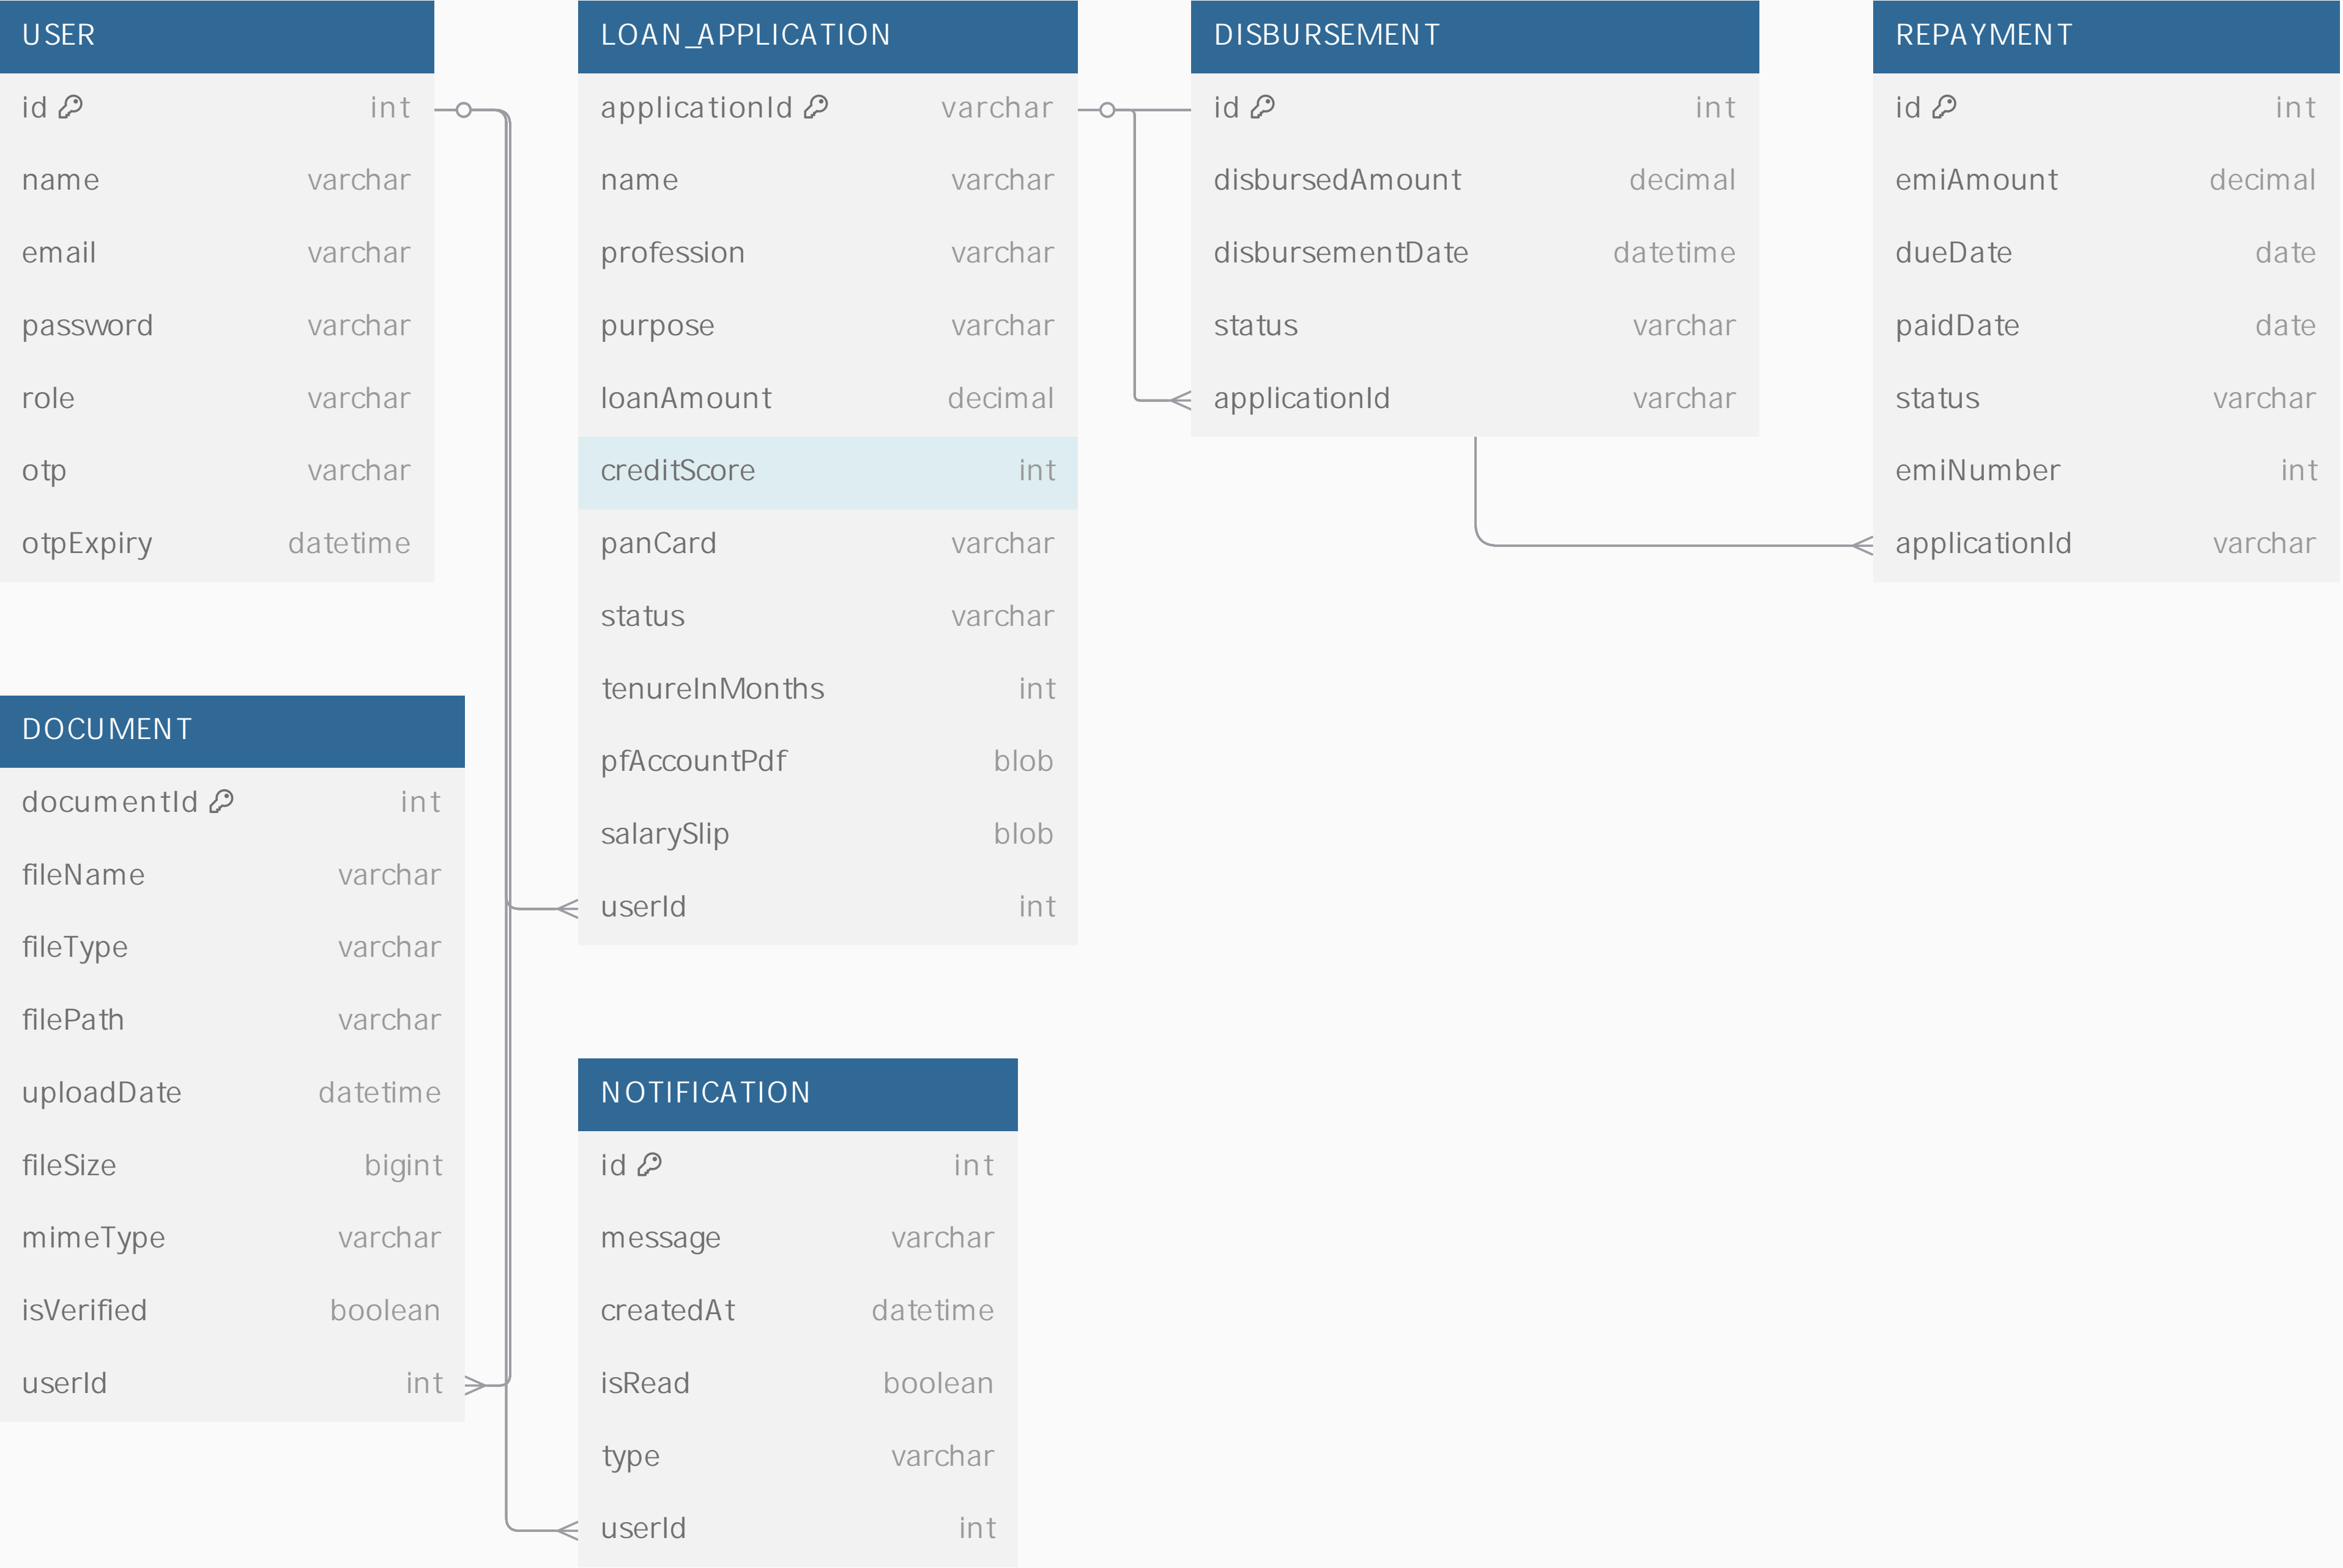 USER
id int
name varchar
email varchar
password varchar
role varchar
otp varchar
otpExpiry datetime
LOAN_APPLICATION
applicationId varchar
name varchar
profession varchar
purpose varchar
loanAmount decimal
creditScore int
panCard varchar
status varchar
tenureInMonths int
pfAccountPdf blob
salarySlip blob
userId int
DISBURSEMENT
id int
disbursedAmount decimal
disbursementDate datetime
status varchar
applicationId varchar
REPAYMENT
id int
emiAmount decimal
dueDate date
paidDate date
status varchar
emiNumber int
applicationId varchar
DOCUMENT
documentId int
fileName varchar
fileType varchar
filePath varchar
uploadDate datetime
fileSize bigint
mimeType varchar
isVerified boolean
userId int
NOTIFICATION
id int
message varchar
createdAt datetime
isRead boolean
type varchar
userId int